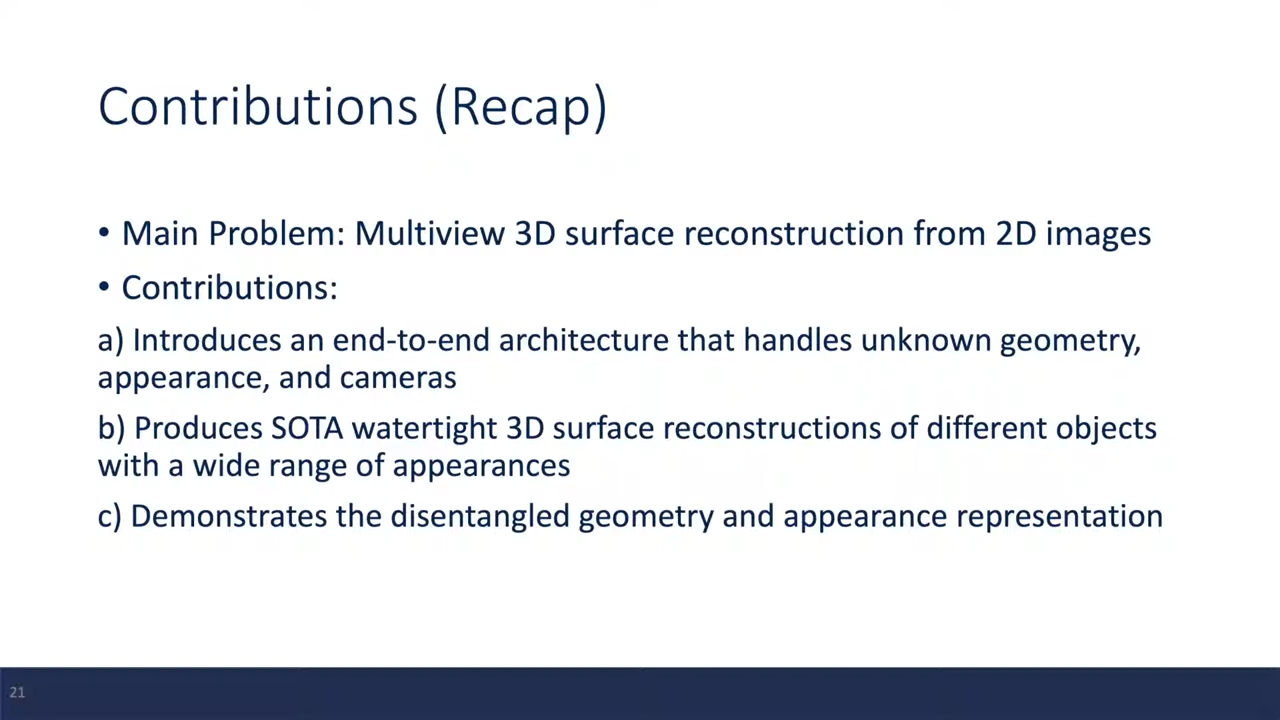 Contributions (Recap)
• Main Problem: Multiview 3D surface reconstruction from 2D images
• Contributions:
a) Introduces an end-to-end architecture that handles unknown geometry,
appearance, and cameras
b) Produces SOTA watertight 3D surface reconstructions of different objects
with a wide range of appearances
c) Demonstrates the disentangled geometry and appearance representation
21